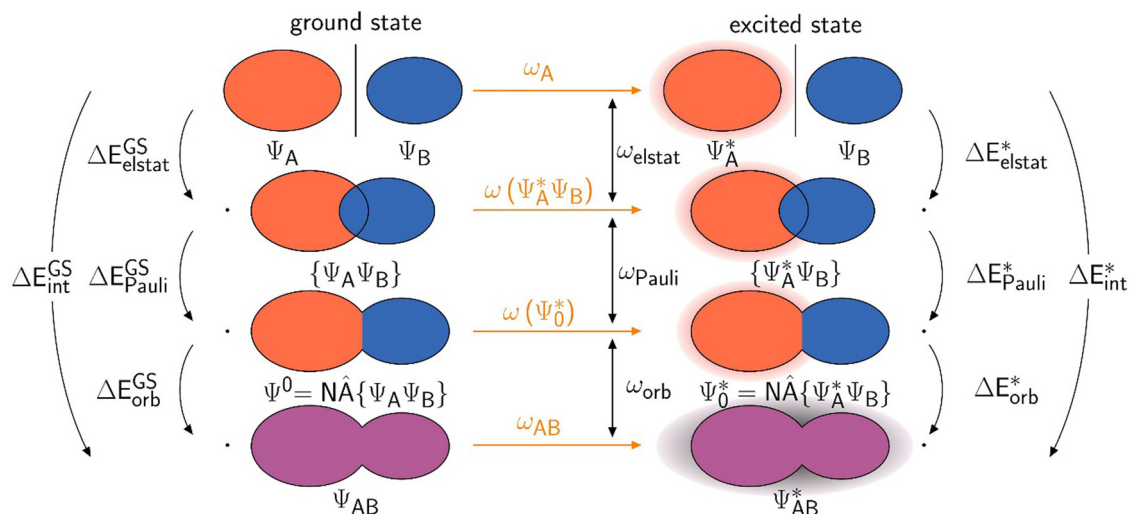 ground state excited state
ω_A
Ψ_A Ψ_B Ψ*_A Ψ_B
ΔE^GS_elstat ω_elstat ΔE*_elstat
ω (Ψ*_A Ψ_B)
{Ψ_A Ψ_B} {Ψ*_A Ψ_B}
ΔE^GS_int ΔE^GS_Pauli ω_Pauli ΔE*_Pauli ΔE*_int
ω (Ψ*_0)
Ψ^0 = NÂ{Ψ_A Ψ_B} Ψ*_0 = NÂ{Ψ*_A Ψ_B}
ΔE^GS_orb ω_orb ΔE*_orb
ω_AB
Ψ_AB Ψ*_AB